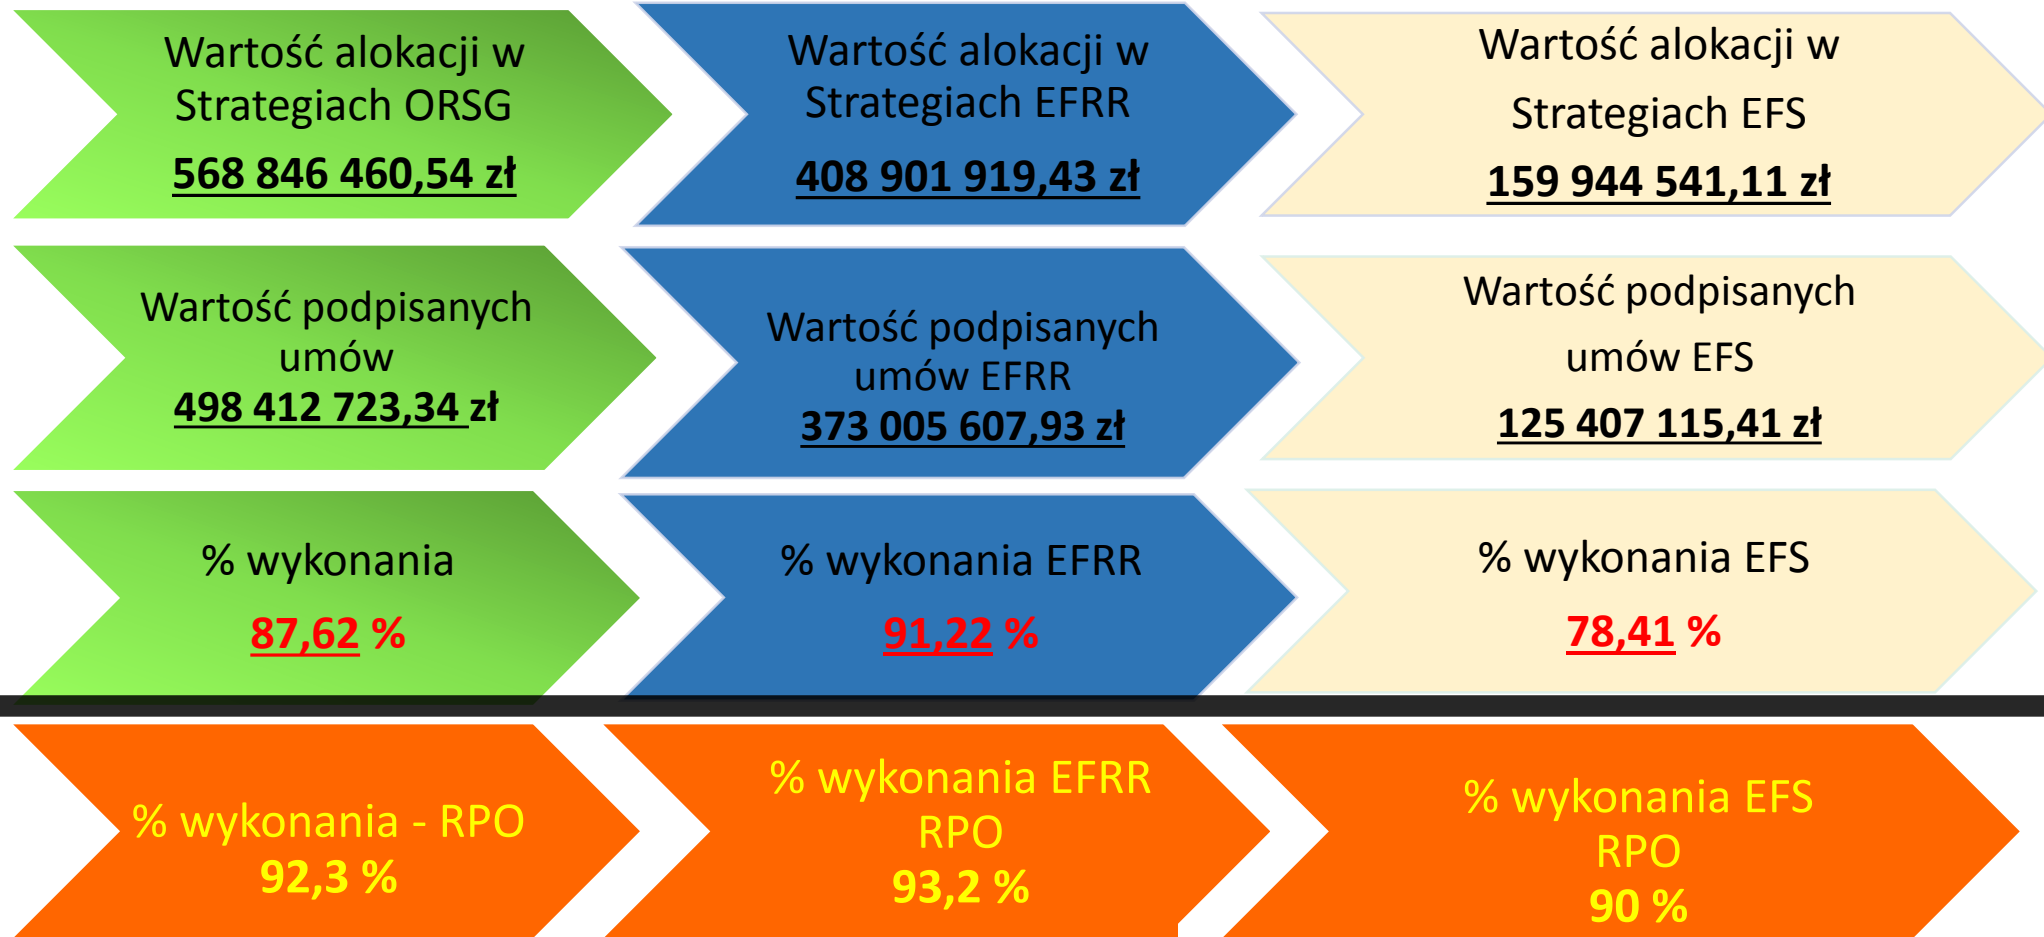 Wartość alokacji w
Strategiach ORSG
568 846 460,54 zł
Wartość alokacji w
Strategiach EFRR
408 901 919,43 zł
Wartość alokacji w
Strategiach EFS
159 944 541,11 zł
Wartość podpisanych
umów
498 412 723,34 zł
Wartość podpisanych
umów EFRR
373 005 607,93 zł
Wartość podpisanych
umów EFS
125 407 115,41 zł
% wykonania
87,62 %
% wykonania EFRR
91,22 %
% wykonania EFS
78,41 %
% wykonania - RPO
92,3 %
% wykonania EFRR
RPO
93,2 %
% wykonania EFS
RPO
90 %